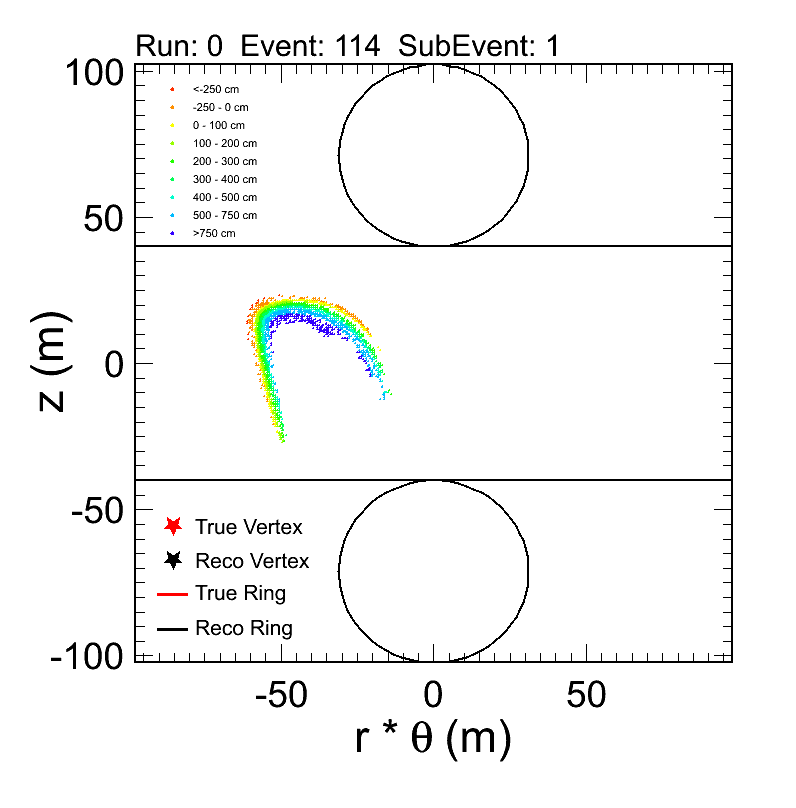 Run: 0 Event: 114 SubEvent: 1
100
<-250 cm
-250 - 0 cm
0 - 100 cm
100 - 200 cm
200 - 300 cm
300 - 400 cm
400 - 500 cm
500 - 750 cm
>750 cm
50
z (m)
0
-50
True Vertex
Reco Vertex
True Ring
Reco Ring
-100
-50 0 50
r * θ (m)